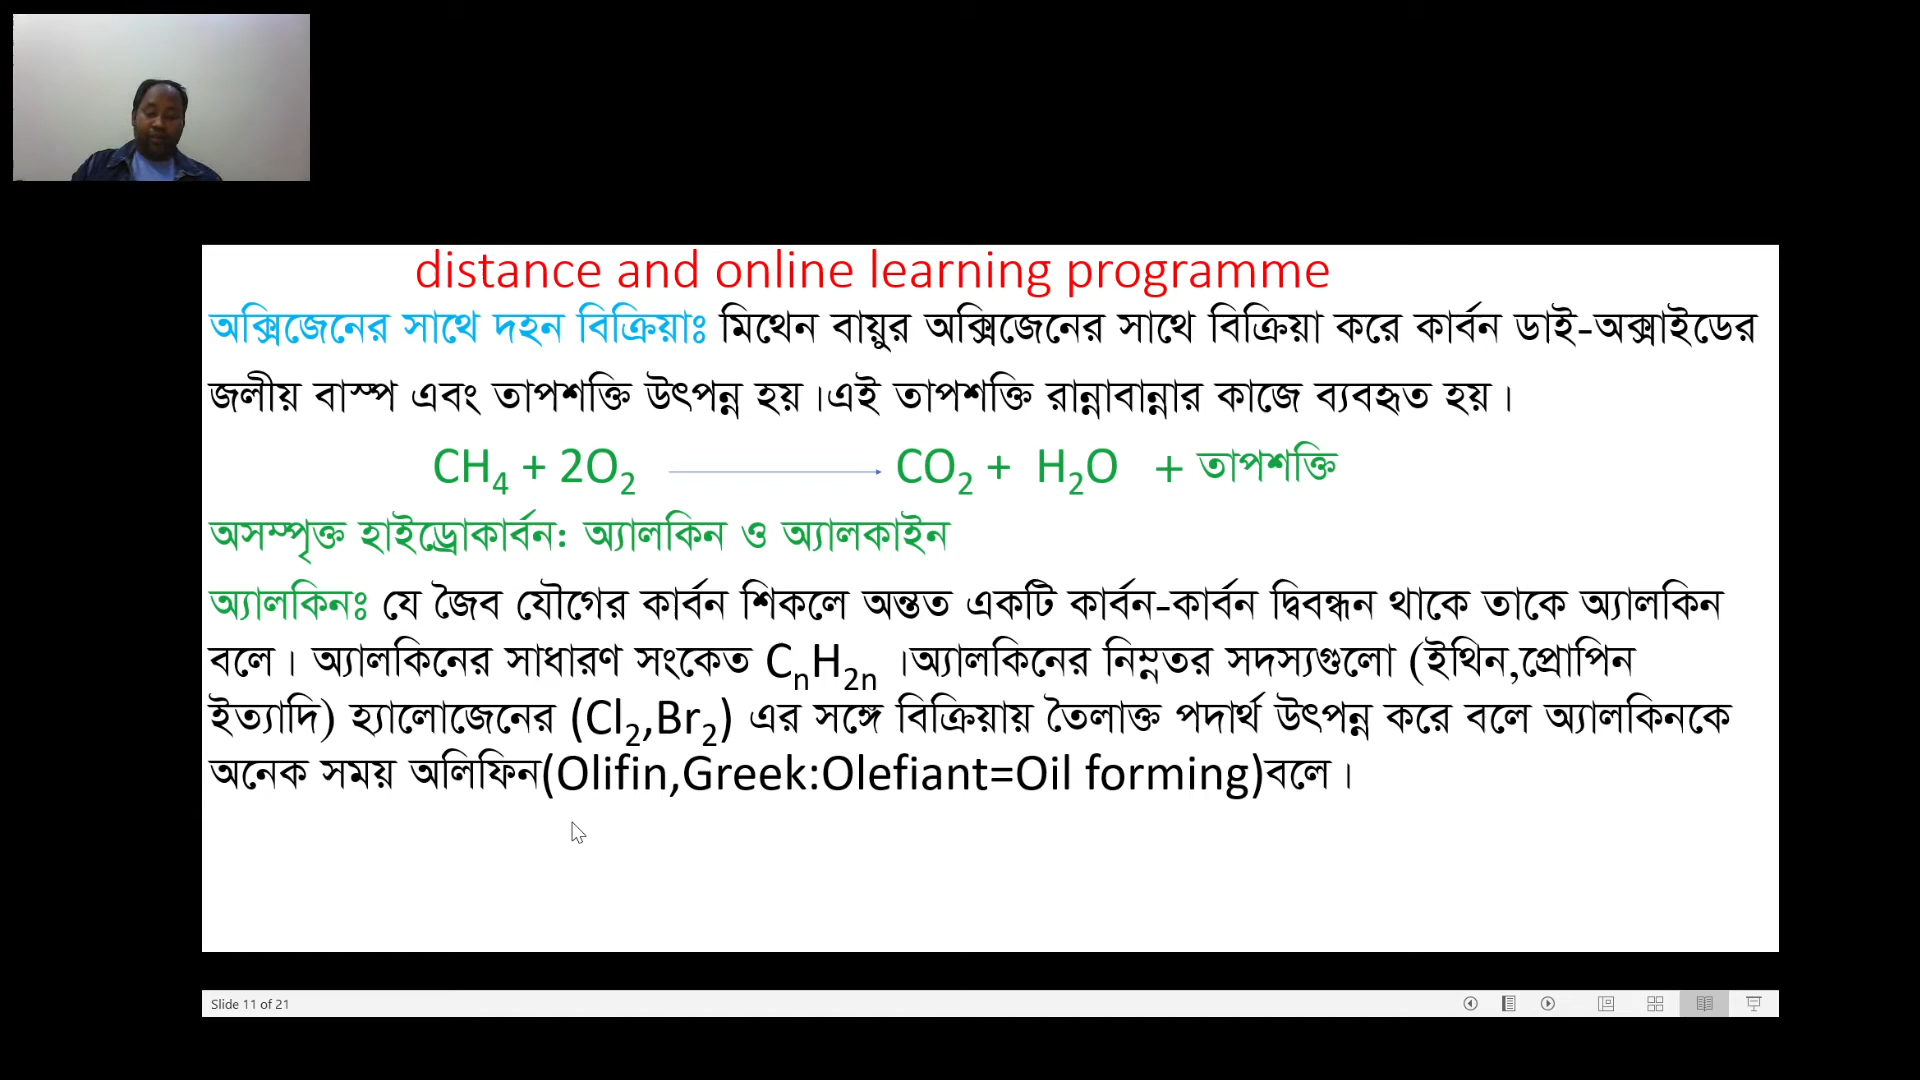 distance and online learning programme
অক্সিজেনের সাথে দহন বিক্রিয়াঃ মিথেন বায়ুর অক্সিজেনের সাথে বিক্রিয়া করে কার্বন ডাই-অক্সাইডের
জলীয় বাস্প এবং তাপশক্তি উৎপন্ন হয়।এই তাপশক্তি রান্নাবান্নার কাজে ব্যবহৃত হয়।
CH₄ + 2O₂ ⟶ CO₂ + H₂O + তাপশক্তি
অসম্পৃক্ত হাইড্রোকার্বন: অ্যালকিন ও অ্যালকাইন
অ্যালকিনঃ যে জৈব যৌগের কার্বন শিকলে অন্তত একটি কার্বন-কার্বন দ্বিবন্ধন থাকে তাকে অ্যালকিন
বলে। অ্যালকিনের সাধারণ সংকেত CₙH₂ₙ ।অ্যালকিনের নিম্নতর সদস্যগুলো (ইথিন,প্রোপিন
ইত্যাদি) হ্যালোজেনের (Cl₂,Br₂) এর সঙ্গে বিক্রিয়ায় তৈলাক্ত পদার্থ উৎপন্ন করে বলে অ্যালকিনকে
অনেক সময় অলিফিন(Olifin,Greek:Olefiant=Oil forming)বলে।
Slide 11 of 21